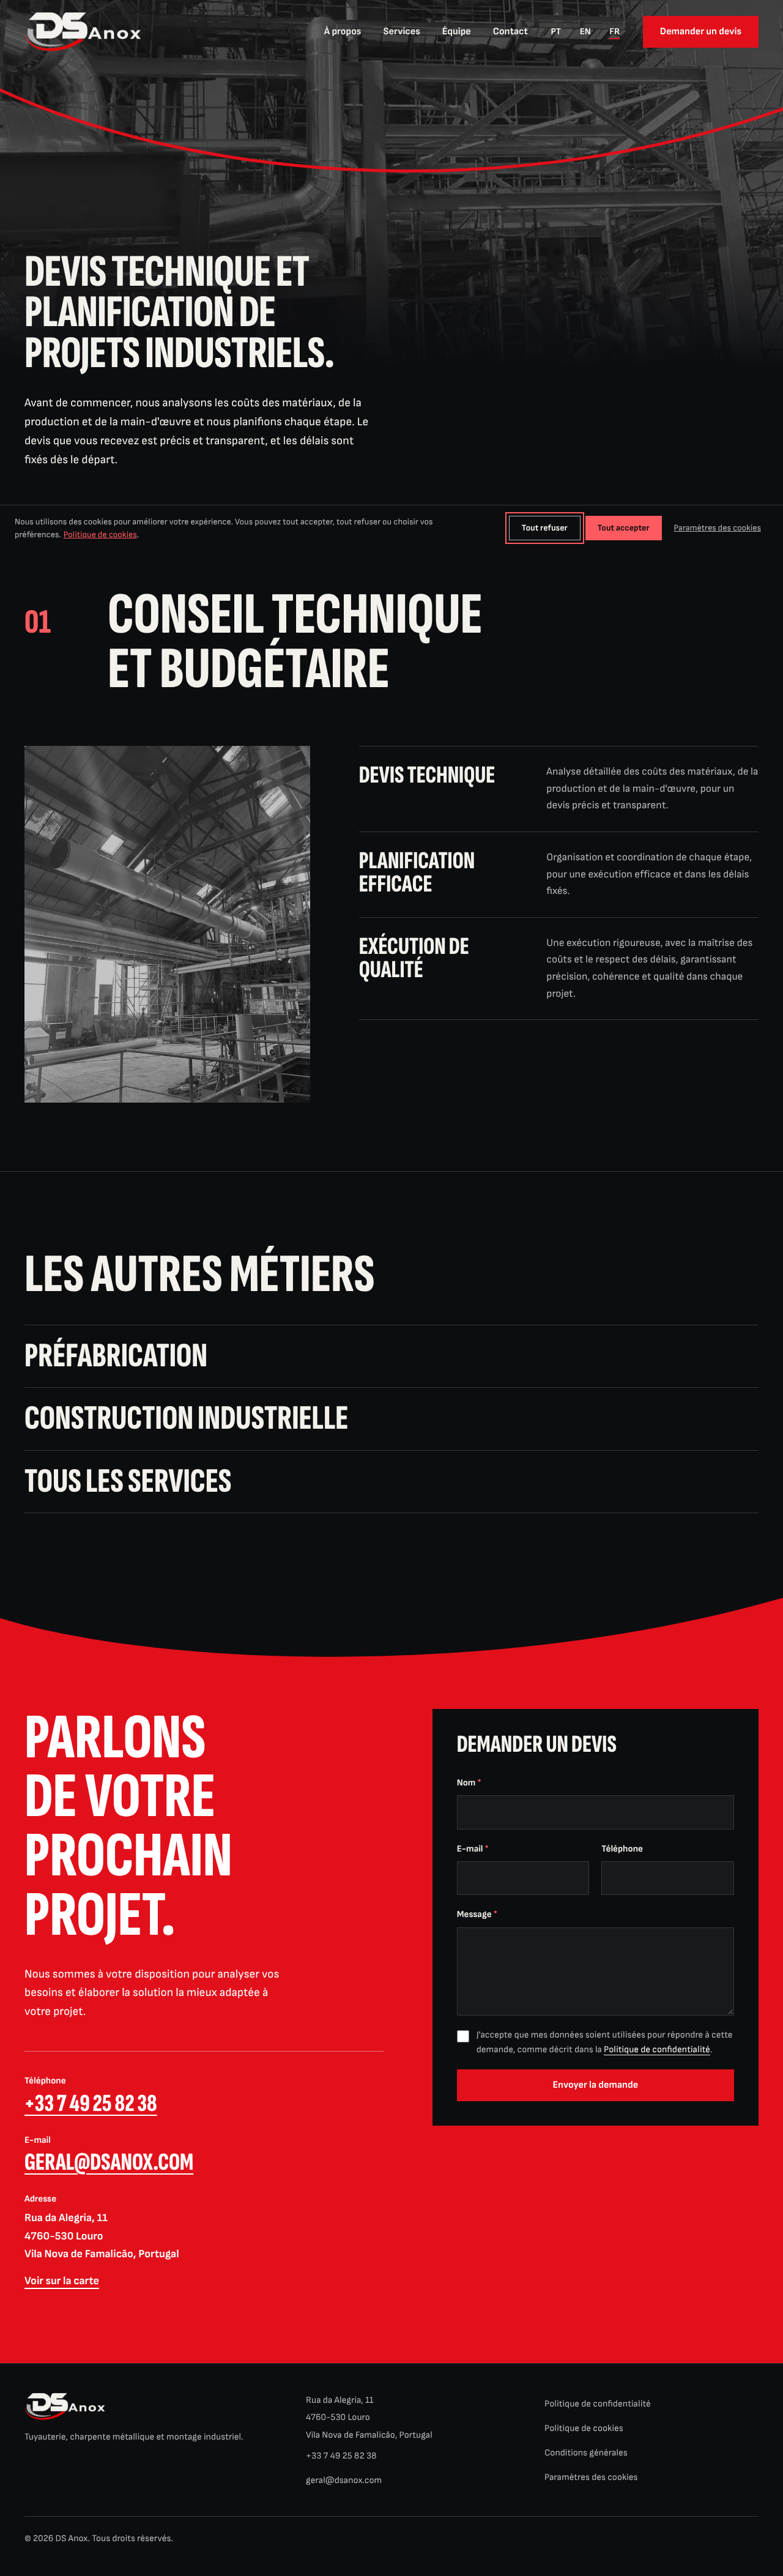 DS Anox
À propos
Services
Équipe
Contact
PT
EN
FR
Demander un devis
DEVIS TECHNIQUE ET
PLANIFICATION DE
PROJETS INDUSTRIELS.
Avant de commencer, nous analysons les coûts des matériaux, de la
production et de la main-d'œuvre et nous planifions chaque étape. Le
devis que vous recevez est précis et transparent, et les délais sont
fixés dès le départ.
Nous utilisons des cookies pour améliorer votre expérience. Vous pouvez tout accepter, tout refuser ou choisir vos
préférences. Politique de cookies.
Tout refuser
Tout accepter
Paramètres des cookies
01
CONSEIL TECHNIQUE
ET BUDGÉTAIRE
DEVIS TECHNIQUE
Analyse détaillée des coûts des matériaux, de la
production et de la main-d'œuvre, pour un
devis précis et transparent.
PLANIFICATION
EFFICACE
Organisation et coordination de chaque étape,
pour une exécution efficace et dans les délais
fixés.
EXÉCUTION DE
QUALITÉ
Une exécution rigoureuse, avec la maîtrise des
coûts et le respect des délais, garantissant
précision, cohérence et qualité dans chaque
projet.
LES AUTRES MÉTIERS
PRÉFABRICATION
CONSTRUCTION INDUSTRIELLE
TOUS LES SERVICES
PARLONS
DE VOTRE
PROCHAIN
PROJET.
Nous sommes à votre disposition pour analyser vos
besoins et élaborer la solution la mieux adaptée à
votre projet.
Téléphone
+33 7 49 25 82 38
E-mail
GERAL@DSANOX.COM
Adresse
Rua da Alegria, 11
4760-530 Louro
Vila Nova de Famalicão, Portugal
Voir sur la carte
DEMANDER UN DEVIS
Nom *
E-mail *
Téléphone
Message *
J'accepte que mes données soient utilisées pour répondre à cette
demande, comme décrit dans la Politique de confidentialité.
Envoyer la demande
DS Anox
Tuyauterie, charpente métallique et montage industriel.
Rua da Alegria, 11
4760-530 Louro
Vila Nova de Famalicão, Portugal
+33 7 49 25 82 38
geral@dsanox.com
Politique de confidentialité
Politique de cookies
Conditions générales
Paramètres des cookies
© 2026 DS Anox. Tous droits réservés.